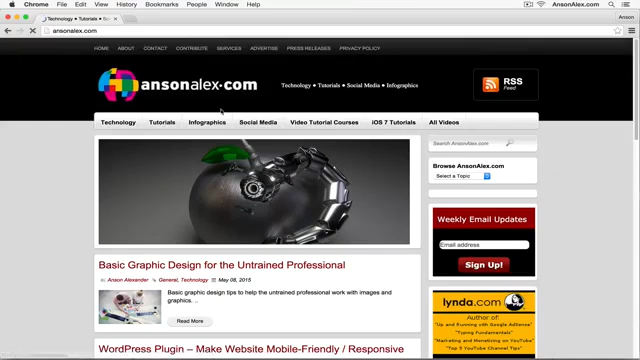 Chrome File Edit View History Bookmarks People Window Help AnsonAlex.com
Technology • Tutorials • B Anson
ansonalex.com
HOME ABOUT CONTACT CONTRIBUTE SERVICES ADVERTISE PRESS RELEASES PRIVACY POLICY
ansonalex.com
Technology • Tutorials • Social Media • Infographics
RSS
Feed
Technology Tutorials Infographics Social Media Video Tutorial Courses iOS 7 Tutorials All Videos
Search AnsonAlex.com
Browse AnsonAlex.com
Select a Topic
Weekly Email Updates
Email address
Sign Up!
Basic Graphic Design for the Untrained Professional
by Anson Alexander General, Technology May 08, 2015
Basic graphic design tips to help the untrained professional work with images and
graphics. ..
Read More
lynda.com
Author of:
"Up and Running with Google AdSense"
"Typing Fundamentals"
"Marketing and Monetizing on YouTube"
"Top 5 YouTube Channel Tips"
WordPress Plugin – Make Website Mobile-Friendly / Responsive